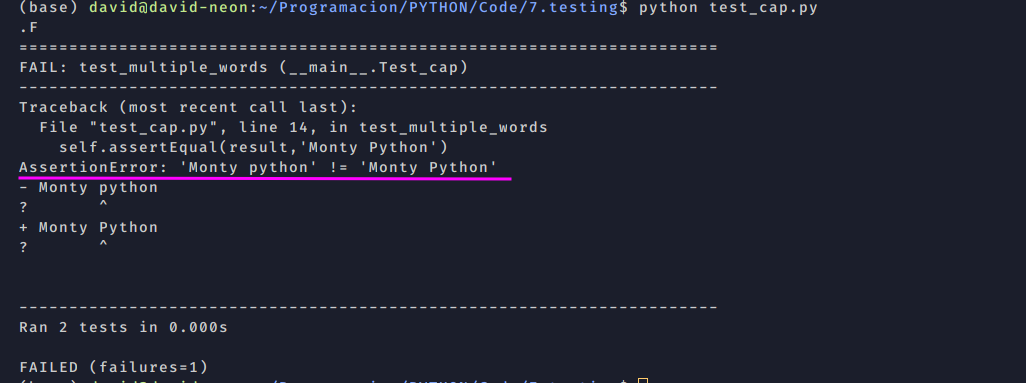 (base) david@david-neon:~/Programacion/PYTHON/Code/7.testing$ python test_cap.py
.F
======================================================================
FAIL: test_multiple_words (__main__.Test_cap)
----------------------------------------------------------------------
Traceback (most recent call last):
  File "test_cap.py", line 14, in test_multiple_words
    self.assertEqual(result,'Monty Python')
AssertionError: 'Monty python' != 'Monty Python'
- Monty python
?       ^
+ Monty Python
?       ^
----------------------------------------------------------------------
Ran 2 tests in 0.000s
FAILED (failures=1)